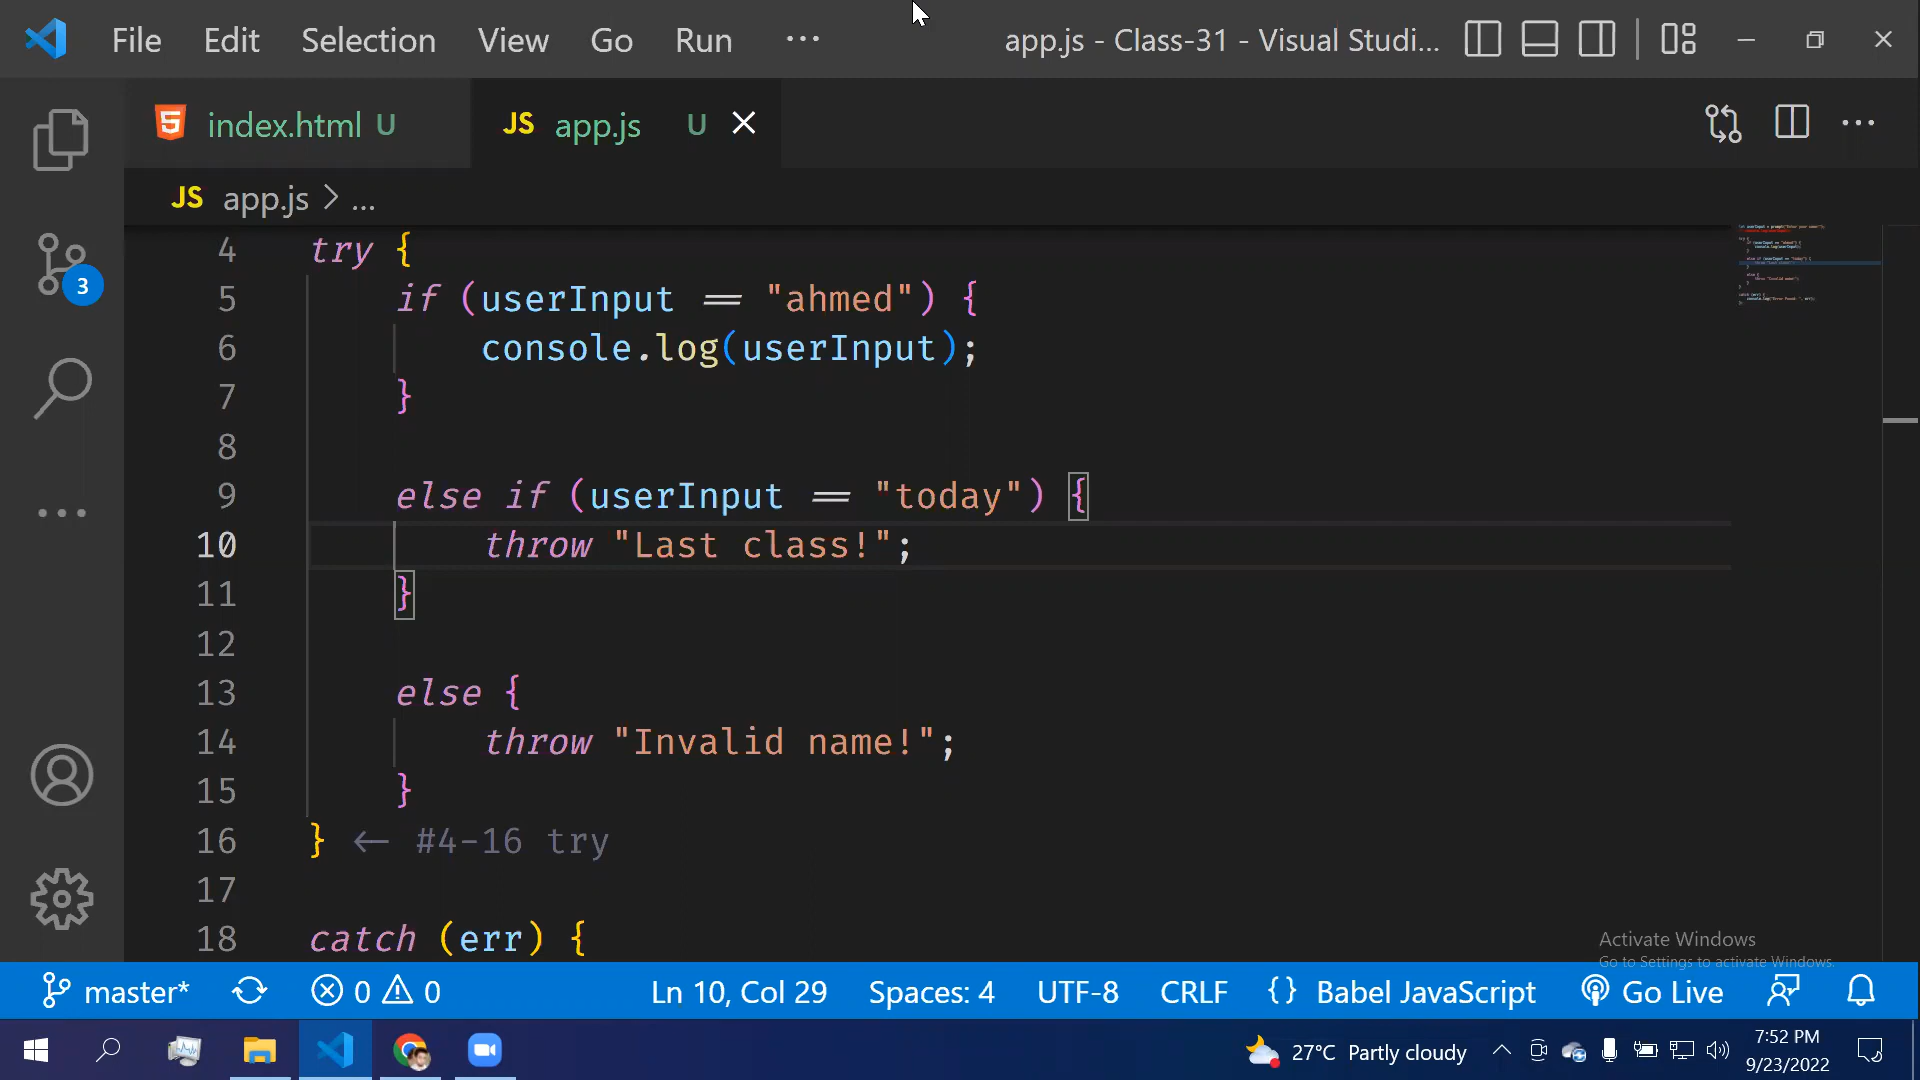 File Edit Selection View Go Run ··· app.js - Class-31 - Visual Studi...
index.html U JS app.js U
JS app.js > ...
4 try {
5 if (userInput == "ahmed") {
6 console.log(userInput);
7 }
8
9 else if (userInput == "today") {
10 throw "Last class!";
11 }
12
13 else {
14 throw "Invalid name!";
15 }
16 } ← #4-16 try
17
18 catch (err) {
3
Activate Windows
Go to Settings to activate Windows.
master* 0 0 Ln 10, Col 29 Spaces: 4 UTF-8 CRLF {} Babel JavaScript Go Live
27°C Partly cloudy
7:52 PM
9/23/2022